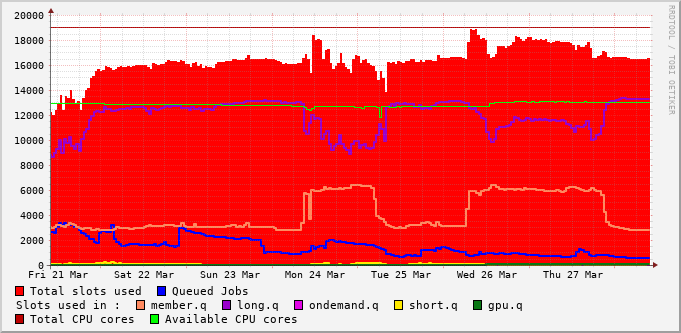 RRDTOOL / TOBI OETIKER
20000
18000
16000
14000
12000
10000
8000
6000
4000
2000
0
Fri 21 Mar Sat 22 Mar Sun 23 Mar Mon 24 Mar Tue 25 Mar Wed 26 Mar Thu 27 Mar
Total slots used Queued Jobs
Slots used in : member.q long.q ondemand.q short.q gpu.q
Total CPU cores Available CPU cores